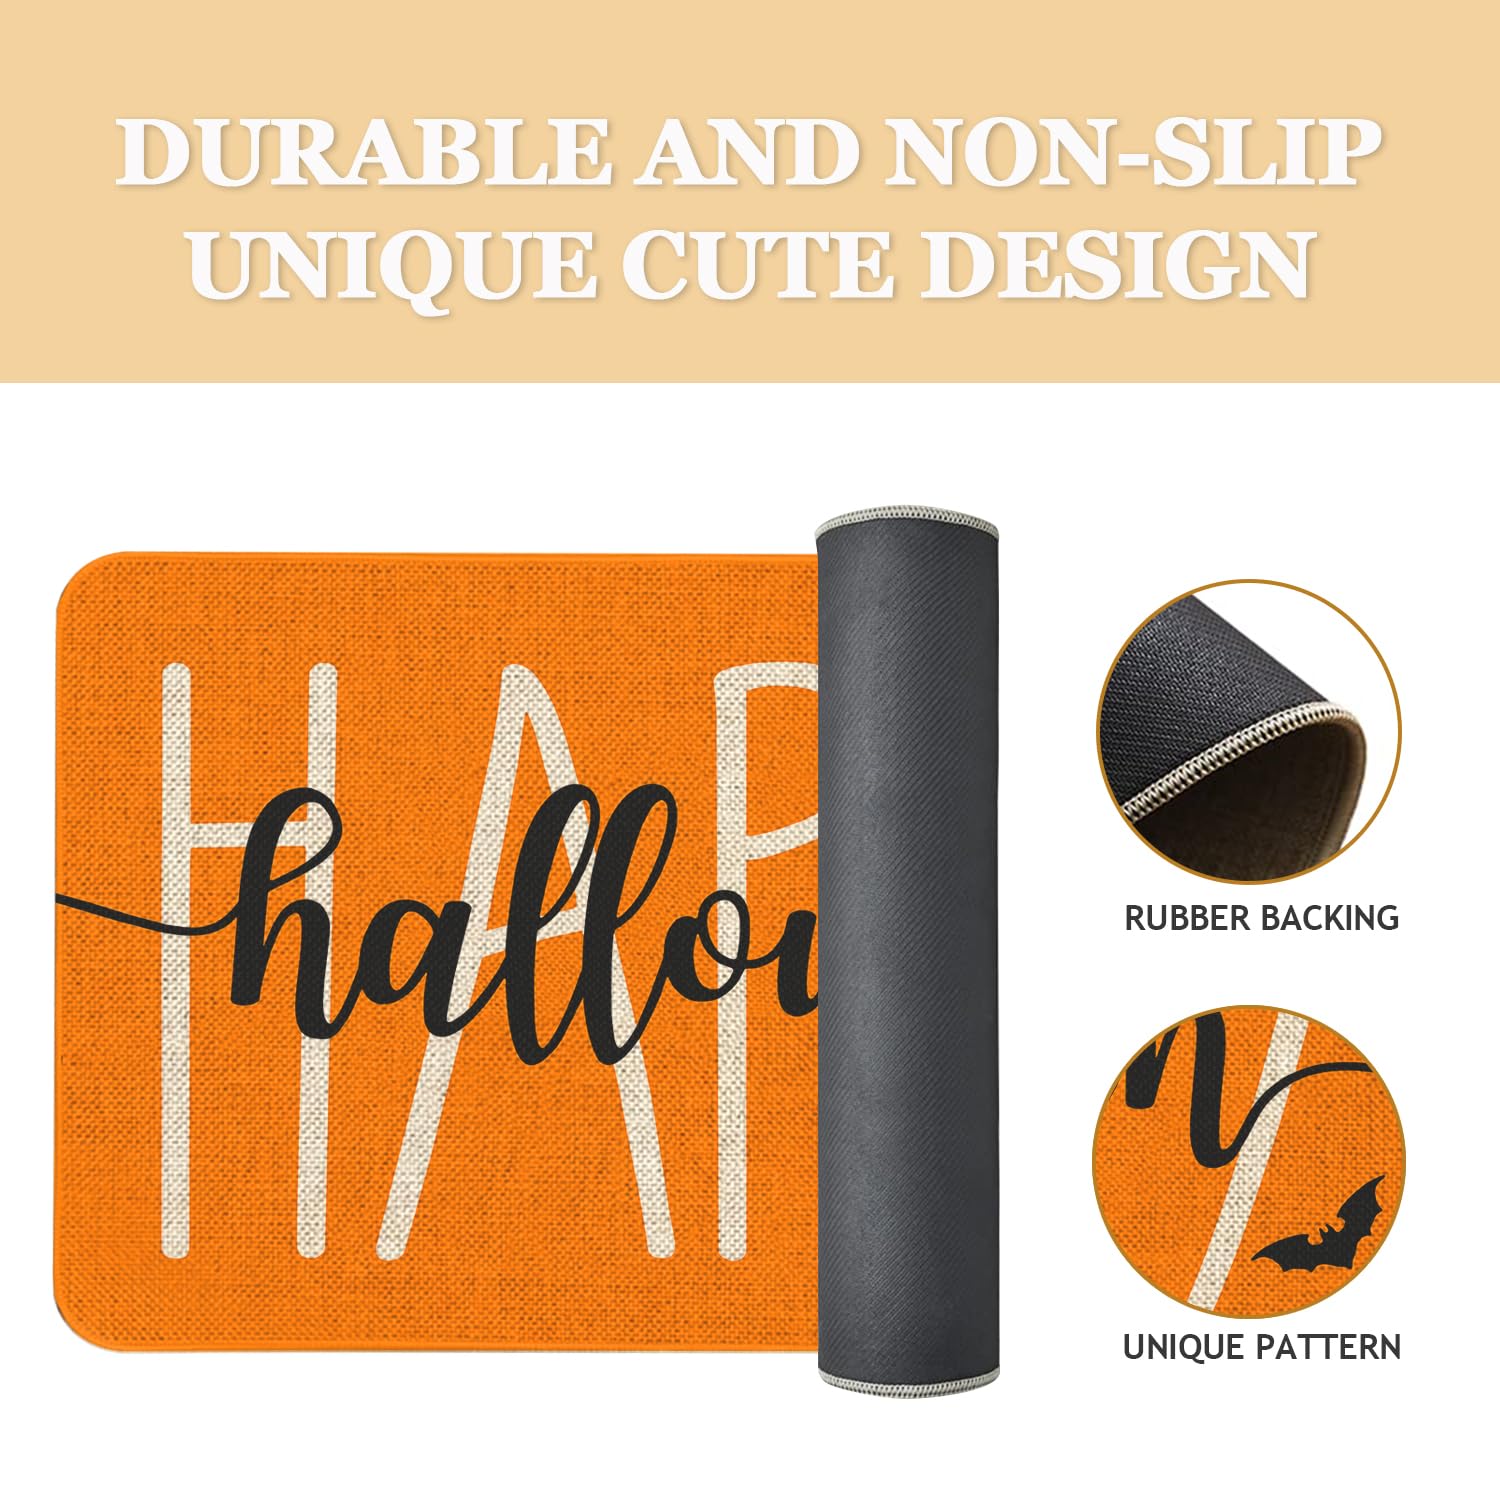 DURABLE AND NON-SLIP
UNIQUE CUTE DESIGN
HAP
hallo
RUBBER BACKING
UNIQUE PATTERN